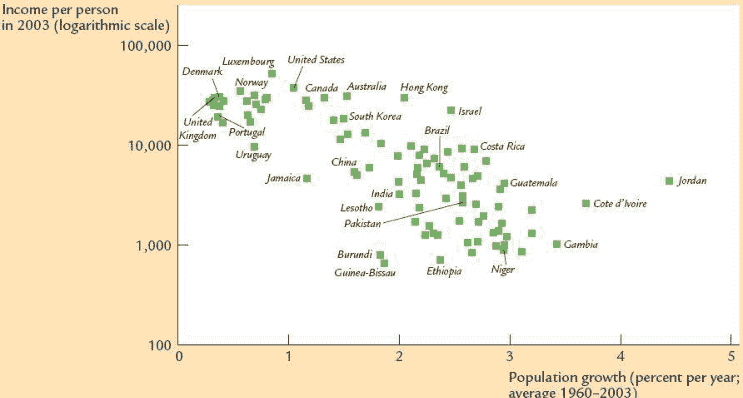 Income per person
in 2003 (logarithmic scale)
100,000
Luxembourg
United States
Denmark
Norway
Canada
Australia
Hong Kong
United
Kingdom
Portugal
South Korea
Israel
Brazil
10,000
Uruguay
Costa Rica
China
Jamaica
Guatemala
Jordan
India
Lesotho
Cote d'Ivoire
Pakistan
1,000
Gambia
Burundi
Guinea-Bissau
Ethiopia
Niger
100
0 1 2 3 4 5
Population growth (percent per year;
average 1960–2003)